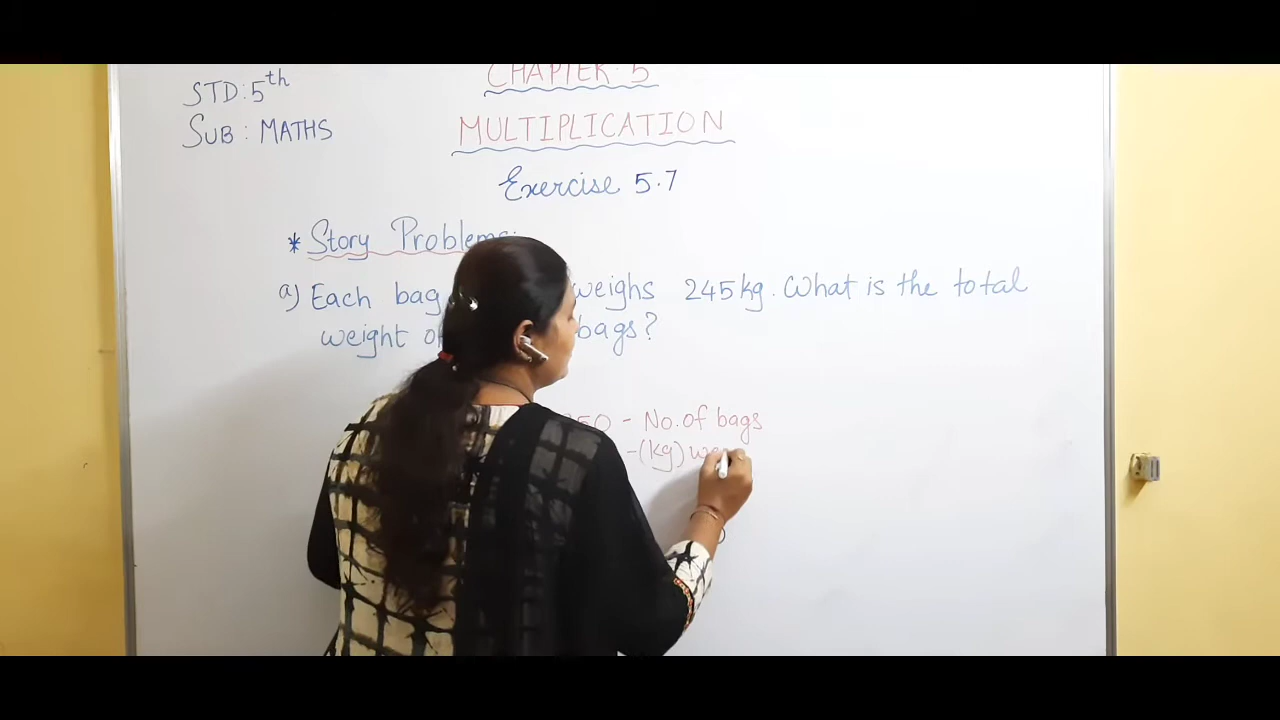 STD: 5th
SUB : MATHS
CHAPTER. 5
MULTIPLICATION
Exercise 5.7
* Story Problems:
a) Each bag weighs 245 kg. What is the total
weight bags?
- No. of bags
- (kg)